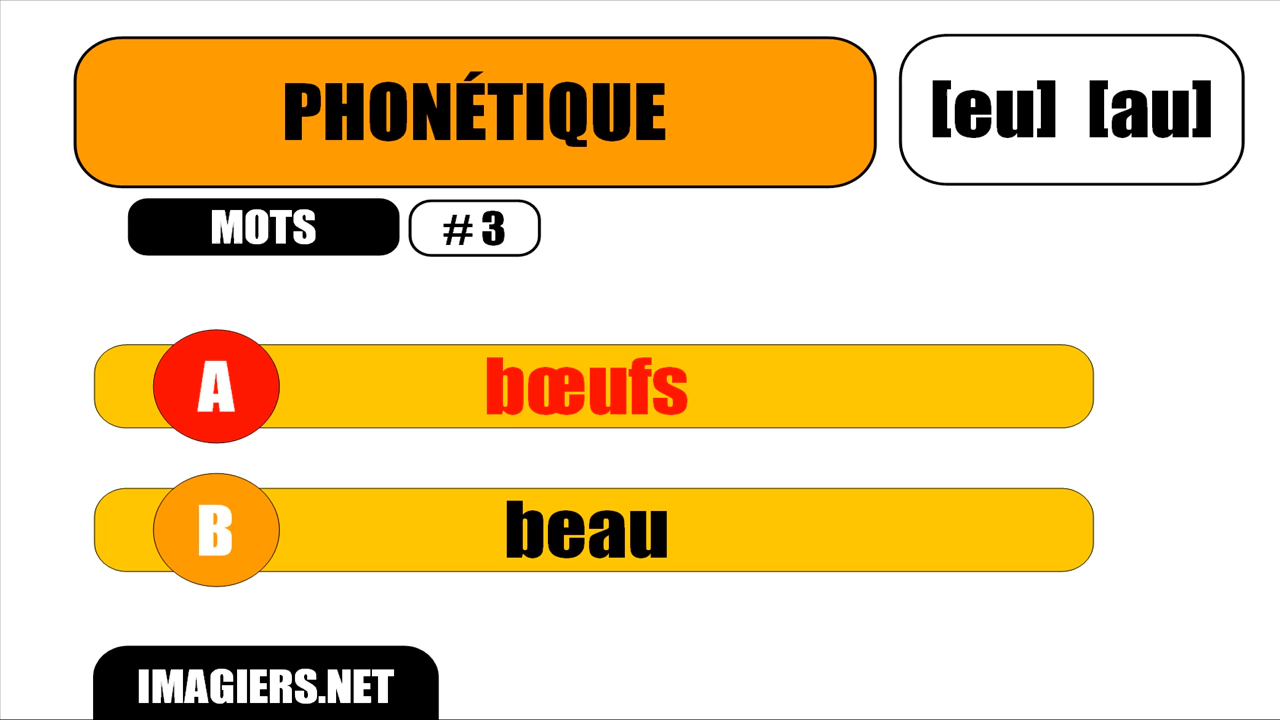 PHONÉTIQUE
[eu] [au]
MOTS # 3
A bœufs
B beau
IMAGIERS.NET